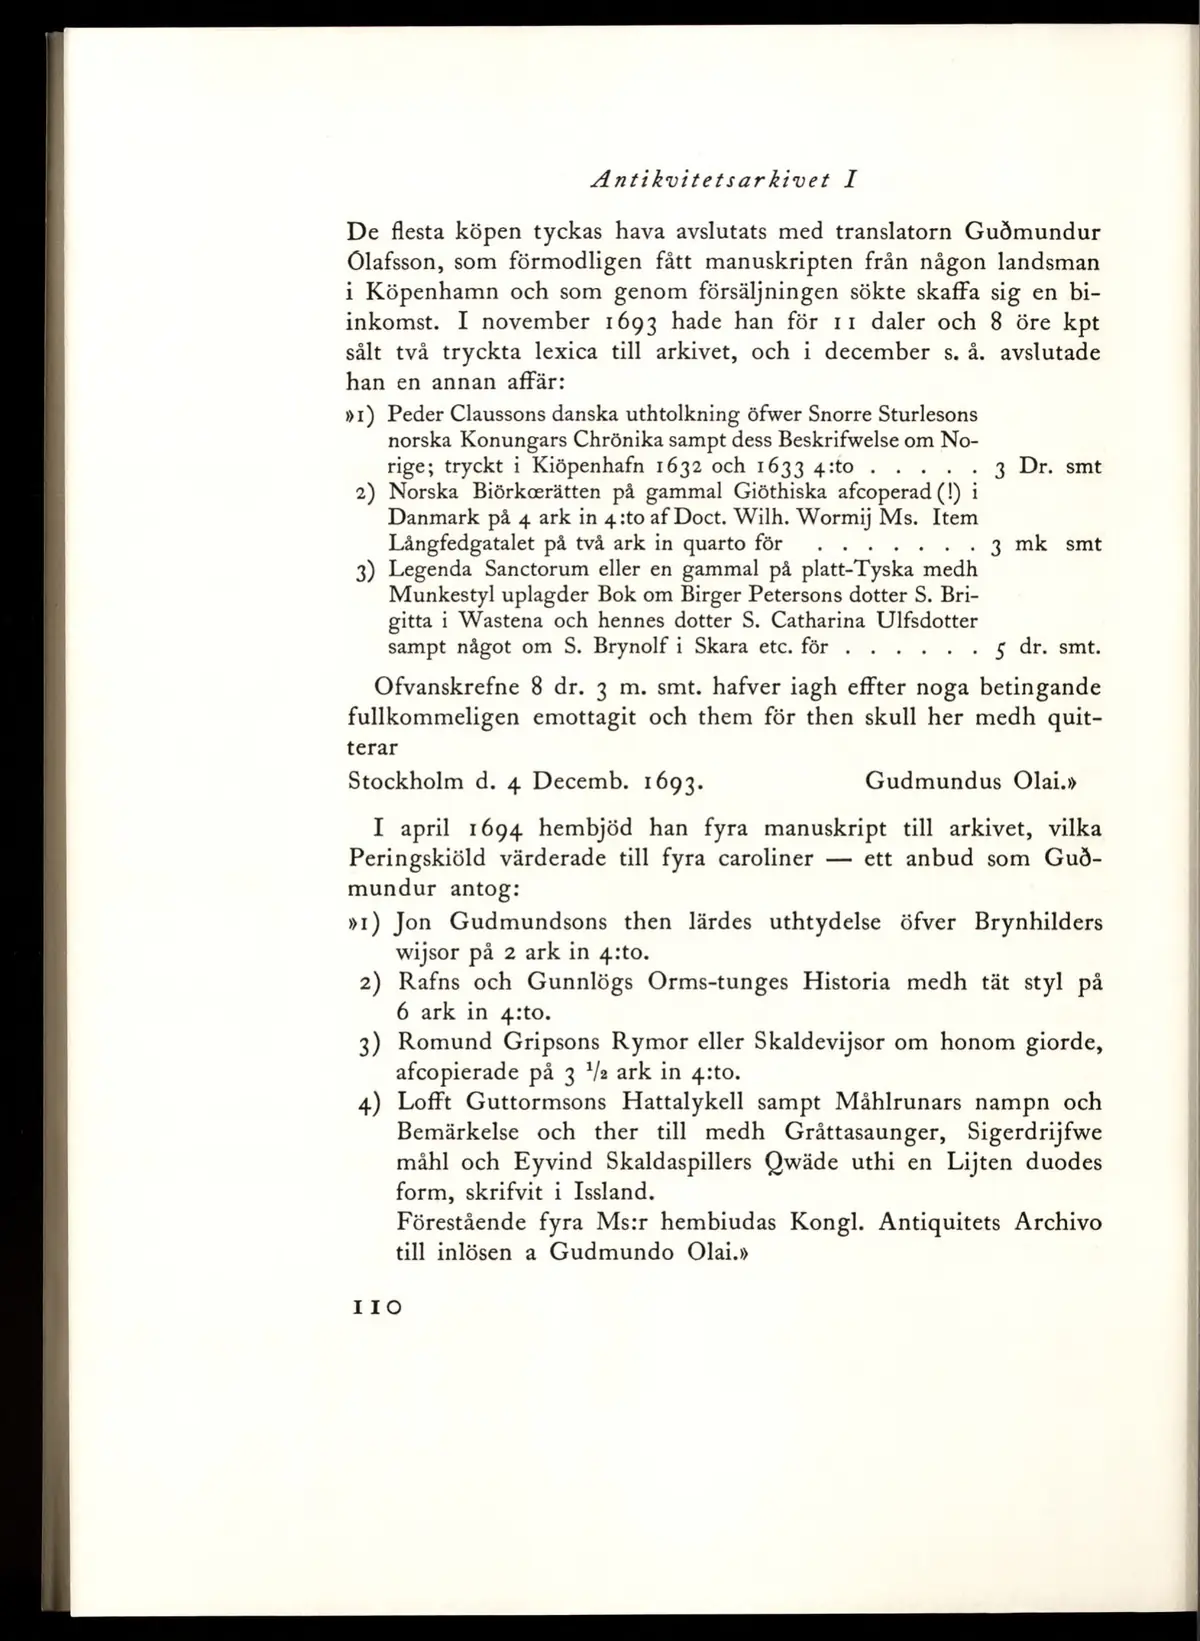 Antikvitetsarkivet I
De flesta köpen tyckas hava avslutats med translatorn Guðmundur
Ólafsson, som förmodligen fått manuskripten från någon landsman
i Köpenhamn och som genom försäljningen sökte skaffa sig en bi-
inkomst. I november 1693 hade han för 11 daler och 8 öre kpt
sålt två tryckta lexica till arkivet, och i december s. å. avslutade
han en annan affär:
»1) Peder Claussons danska uthtolkning öfwer Snorre Sturlesons
norska Konungars Chrönika sampt dess Beskrifwelse om No-
rige; tryckt i Kiöpenhafn 1632 och 1633 4:to . . . . . 3 Dr. smt
2) Norska Biörkœrätten på gammal Giöthiska afcoperad (!) i
Danmark på 4 ark in 4:to af Doct. Wilh. Wormij Ms. Item
Långfedgatalet på två ark in quarto för . . . . . . . 3 mk smt
3) Legenda Sanctorum eller en gammal på platt-Tyska medh
Munkestyl uplagder Bok om Birger Petersons dotter S. Bri-
gitta i Wastena och hennes dotter S. Catharina Ulfsdotter
sampt något om S. Brynolf i Skara etc. för . . . . . . 5 dr. smt.
Ofvanskrefne 8 dr. 3 m. smt. hafver iagh effter noga betingande
fullkommeligen emottagit och them för then skull her medh quit-
terar
Stockholm d. 4 Decemb. 1693. Gudmundus Olai.»
I april 1694 hembjöd han fyra manuskript till arkivet, vilka
Peringskiöld värderade till fyra caroliner — ett anbud som Guð-
mundur antog:
»1) Jon Gudmundsons then lärdes uthtydelse öfver Brynhilders
wijsor på 2 ark in 4:to.
2) Rafns och Gunnlögs Orms-tunges Historia medh tät styl på
6 ark in 4:to.
3) Romund Gripsons Rymor eller Skaldevijsor om honom giorde,
afcopierade på 3 1/2 ark in 4:to.
4) Lofft Guttormsons Hattalykell sampt Måhlrunars nampn och
Bemärkelse och ther till medh Gråttasaunger, Sigerdrijfwe
måhl och Eyvind Skaldaspillers Qwäde uthi en Lijten duodes
form, skrifvit i Issland.
Förestående fyra Ms:r hembiudas Kongl. Antiquitets Archivo
till inlösen a Gudmundo Olai.»
110